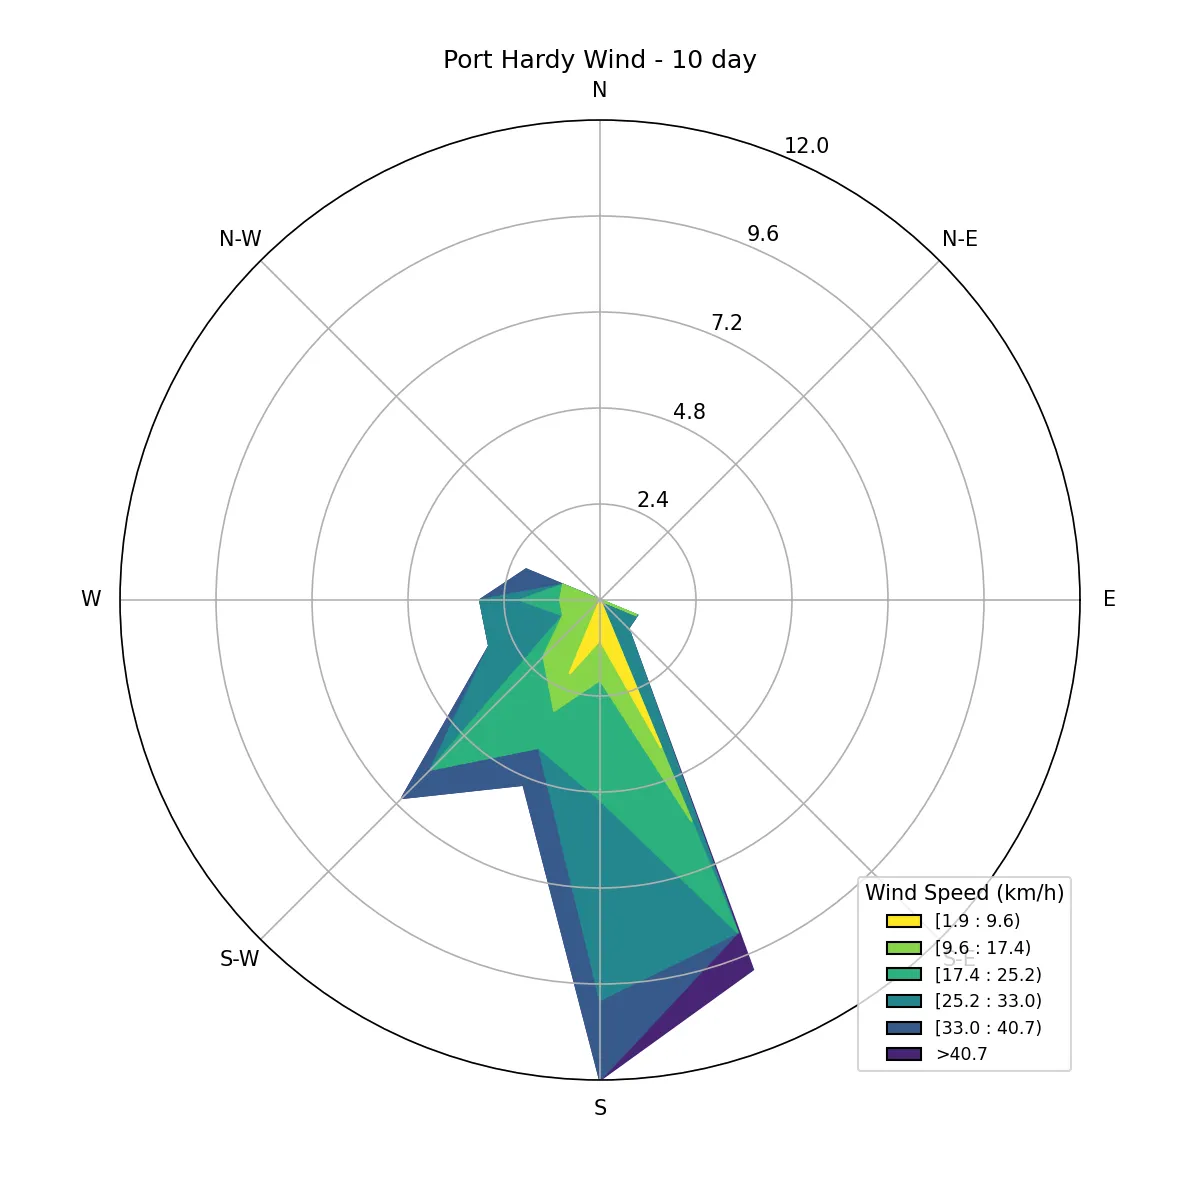 Port Hardy Wind - 10 day
N
12.0
N-W
9.6
N-E
7.2
4.8
2.4
W
E
S-W
S-E
Wind Speed (km/h)
[1.9 : 9.6)
[9.6 : 17.4)
[17.4 : 25.2)
[25.2 : 33.0)
[33.0 : 40.7)
>40.7
S